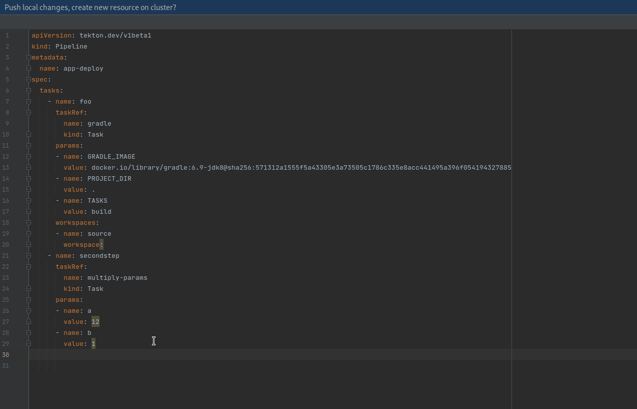 Push local changes, create new resource on cluster?
1 apiVersion: tekton.dev/v1beta1
2 kind: Pipeline
3 metadata:
4   name: app-deploy
5 spec:
6   tasks:
7     - name: foo
8       taskRef:
9         name: gradle
10         kind: Task
11       params:
12       - name: GRADLE_IMAGE
13         value: docker.io/library/gradle:6.9-jdk8@sha256:571312a1555f5a43305e3a73505c1786c335e8acc441495a396f054194327885
14       - name: PROJECT_DIR
15         value: .
16       - name: TASKS
17         value: build
18       workspaces:
19       - name: source
20         workspace:
21     - name: secondstep
22       taskRef:
23         name: multiply-params
24         kind: Task
25       params:
26       - name: a
27         value: 12
28       - name: b
29         value: 1
30
31